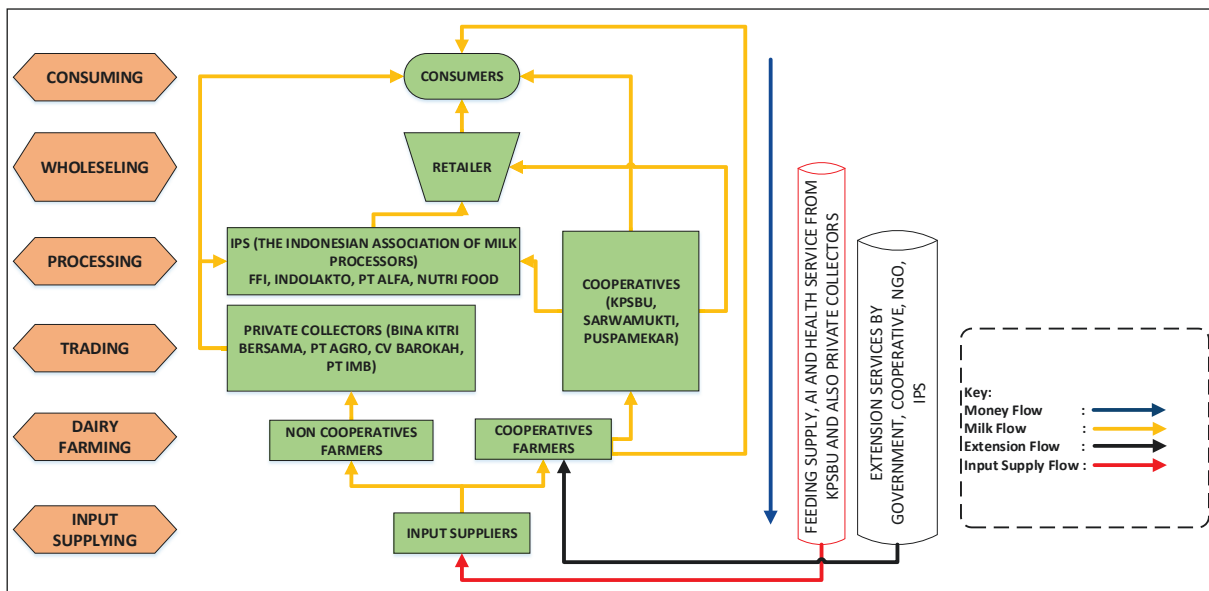 CONSUMING
WHOLESELING
PROCESSING
TRADING
DAIRY
FARMING
INPUT
SUPPLYING
CONSUMERS
RETAILER
IPS (THE INDONESIAN ASSOCIATION OF MILK
PROCESSORS)
FFI, INDOLAKTO, PT ALFA, NUTRI FOOD
PRIVATE COLLECTORS (BINA KITRI
BERSAMA, PT AGRO, CV BAROKAH,
PT IMB)
COOPERATIVES
(KPSBU,
SARWAMUKTI,
PUSPAMEKAR)
NON COOPERATIVES
FARMERS
COOPERATIVES
FARMERS
INPUT SUPPLIERS
FEEDING SUPPLY, AI AND HEALTH SERVICE FROM
KPSBU AND ALSO PRIVATE COLLECTORS
EXTENSION SERVICES BY
GOVERNMENT, COOPERATIVE, NGO,
IPS
Key:
Money Flow :
Milk Flow :
Extension Flow :
Input Supply Flow :